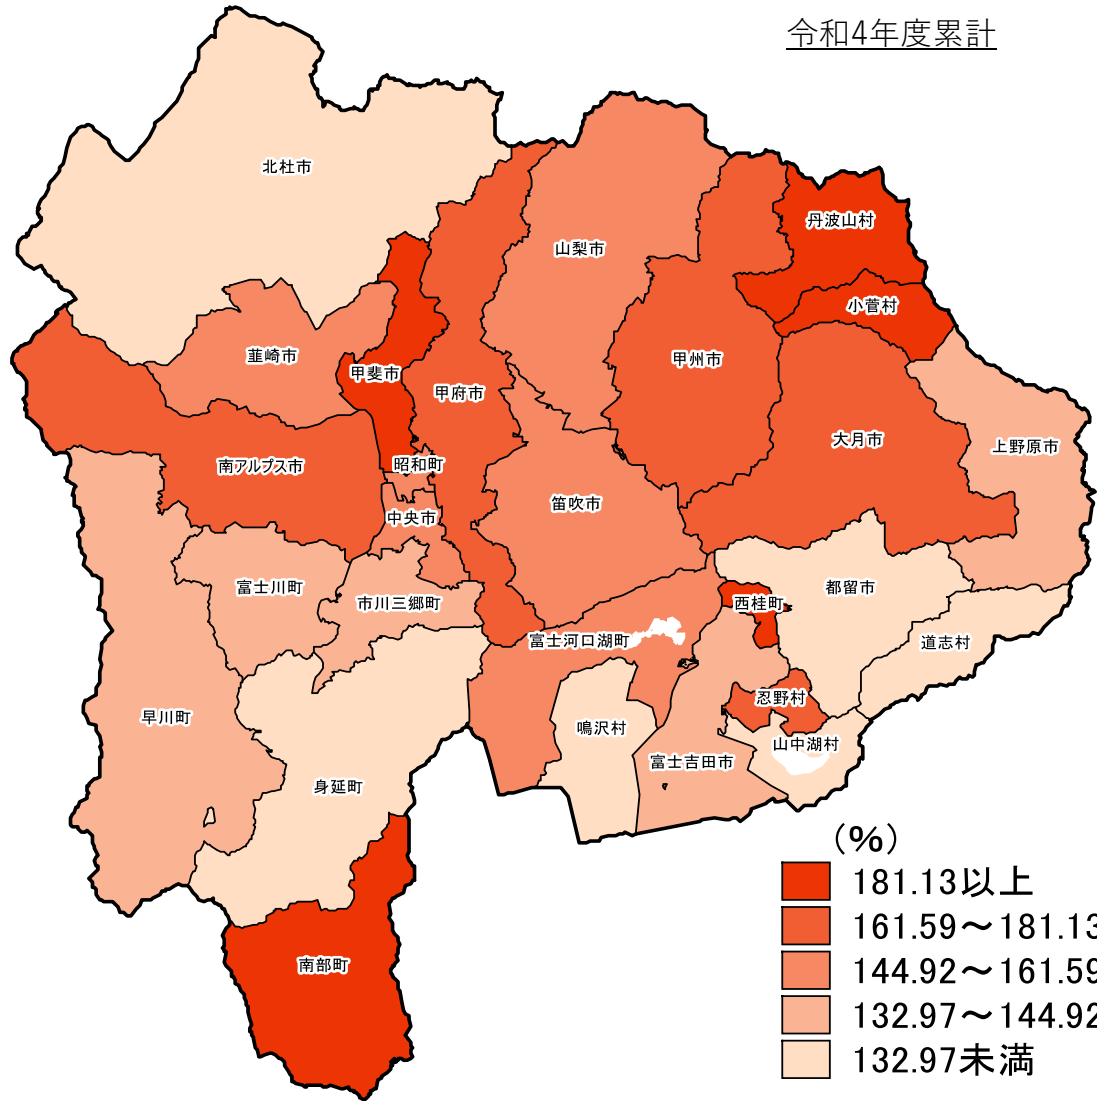 令和4年度累計
北杜市
丹波山村
山梨市
小菅村
韮崎市
甲斐市
甲州市
甲府市
大月市
上野原市
南アルプス市
昭和町
笛吹市
中央市
富士川町
市川三郷町
都留市
西桂町
富士河口湖町
道志村
忍野村
早川町
鳴沢村
山中湖村
富士吉田市
身延町
南部町
(%)
181.13以上
161.59～181.13
144.92～161.59
132.97～144.92
132.97未満